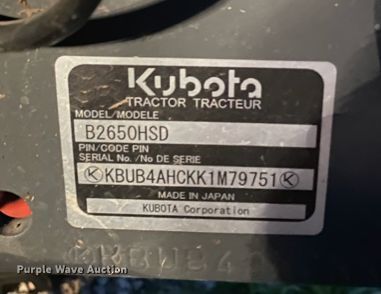 Kubota
TRACTOR TRACTEUR
MODEL/MODELE
B2650HSD
PIN/CODE PIN
SERIAL No. /No DE SERIE
KBUB4AHCKK1M79751
MADE IN JAPAN
KUBOTA Corporation
Purple Wave Auction